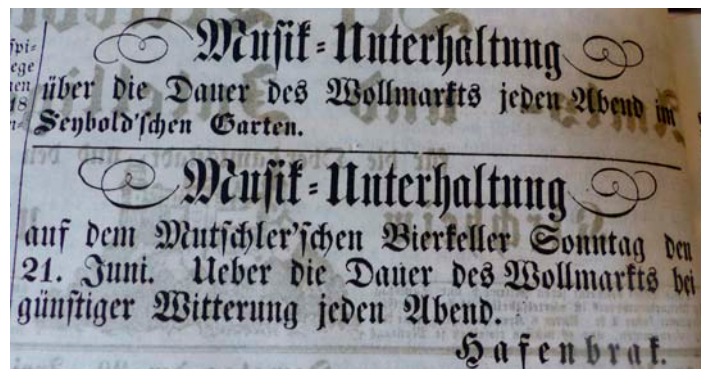 Musik-Unterhaltung
über die Dauer des Wollmarkts jeden Abend im
Seybold'schen Garten.
Musik-Unterhaltung
auf dem Mutschler'schen Bierkeller Sonntag den
21. Juni. Ueber die Dauer des Wollmarkts bei
günstiger Witterung jeden Abend.
Hafenbrak.